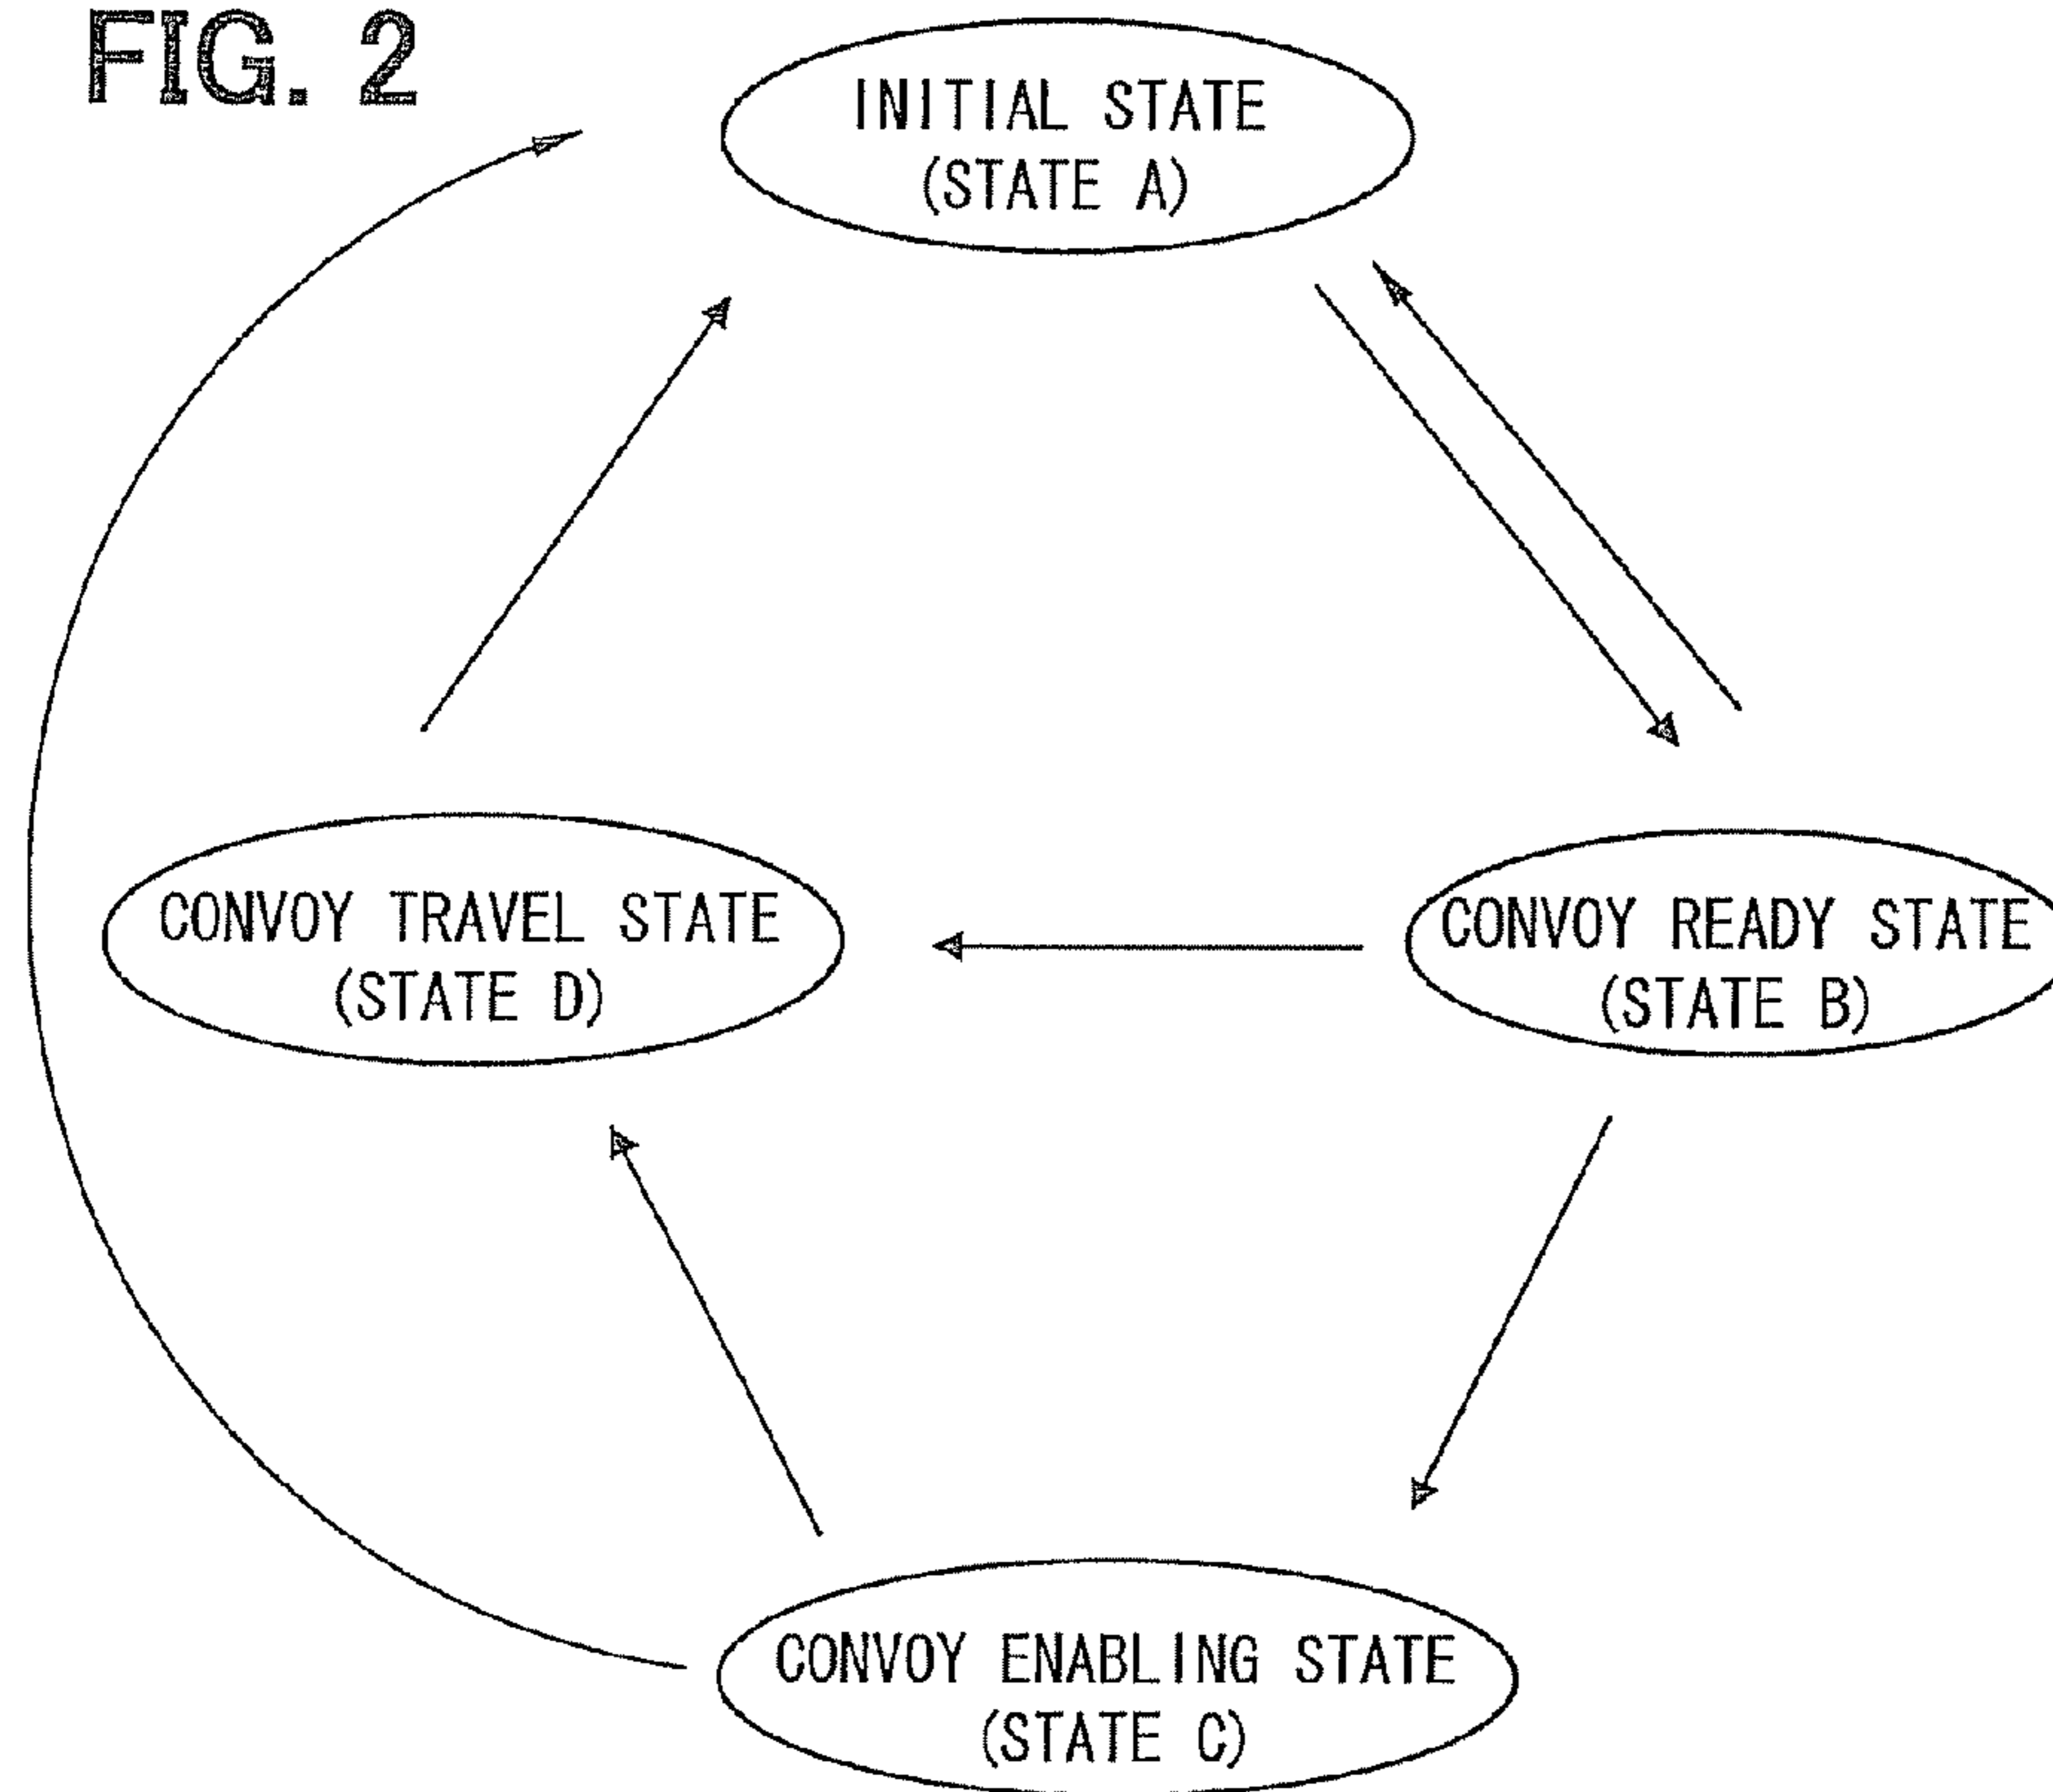 FIG. 2
INITIAL STATE
(STATE A)
CONVOY TRAVEL STATE
(STATE D)
CONVOY READY STATE
(STATE B)
CONVOY ENABLING STATE
(STATE C)